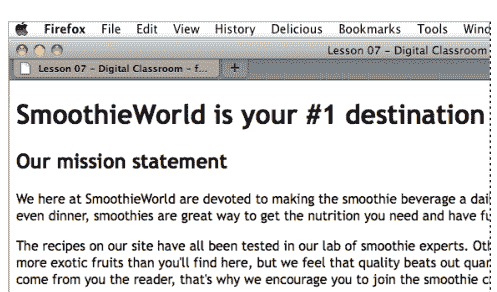 Firefox File Edit View History Delicious Bookmarks Tools
Lesson 07 – Digital Classroom
Lesson 07 – Digital Classroom – f... +
SmoothieWorld is your #1 destination
Our mission statement
We here at SmoothieWorld are devoted to making the smoothie beverage a
even dinner, smoothies are great way to get the nutrition you need and have
The recipes on our site have all been tested in our lab of smoothie experts.
more exotic fruits than you'll find here, but we feel that quality beats out
come from you the reader, that's why we encourage you to join the smoothie